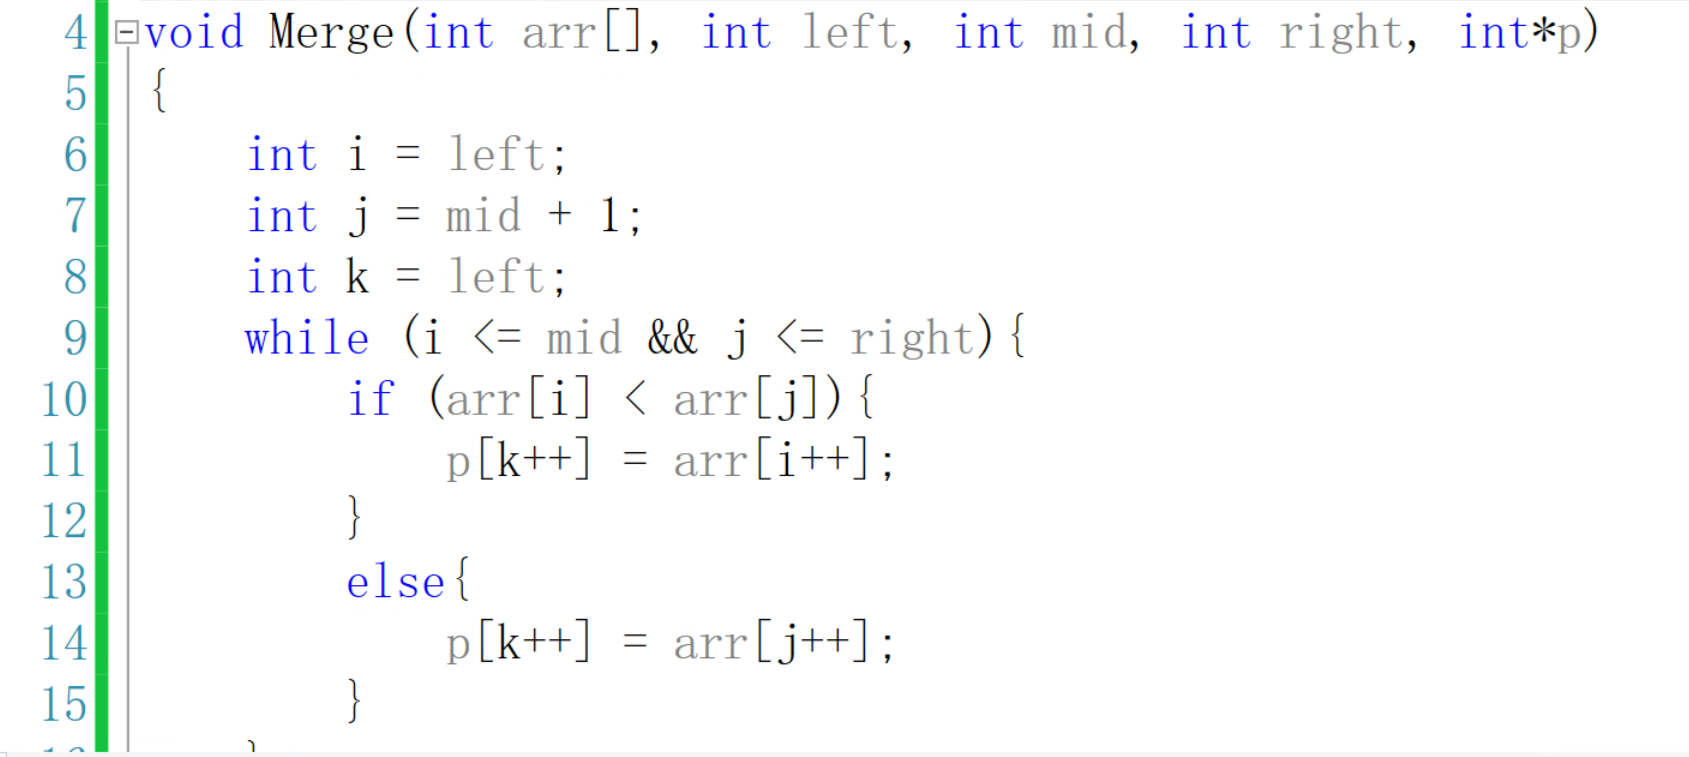 4 void Merge(int arr[], int left, int mid, int right, int*p)
5 {
6 int i = left;
7 int j = mid + 1;
8 int k = left;
9 while (i <= mid && j <= right){
10 if (arr[i] < arr[j]){
11 p[k++] = arr[i++];
12 }
13 else{
14 p[k++] = arr[j++];
15 }